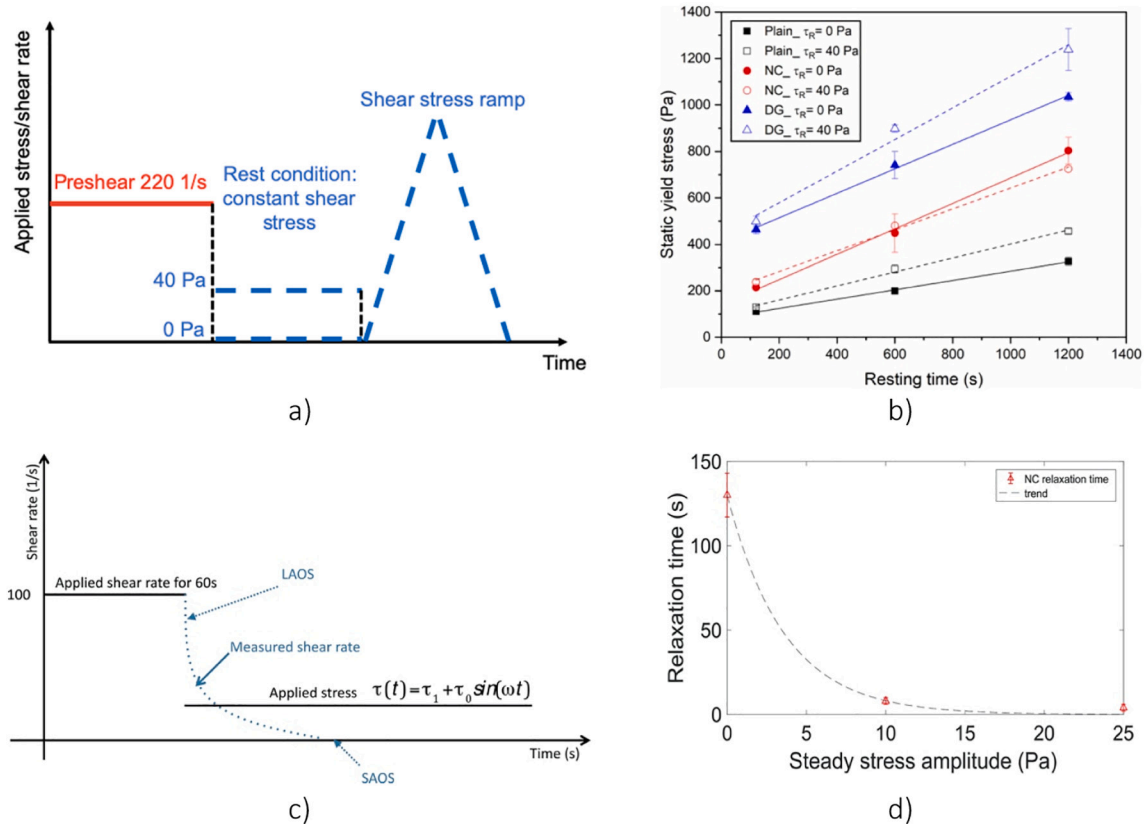 Applied stress/shear rate
Preshear 220 1/s
Rest condition:
constant shear
stress
Shear stress ramp
40 Pa
0 Pa
Time
a)
Static yield stress (Pa)
1400
1200
1000
800
600
400
200
0
Plain_ τR= 0 Pa
Plain_ τR= 40 Pa
NC_ τR= 0 Pa
NC_ τR= 40 Pa
DG_ τR= 0 Pa
DG_ τR= 40 Pa
0 200 400 600 800 1000 1200 1400
Resting time (s)
b)
Shear rate (1/s)
100
Applied shear rate for 60s
LAOS
Measured shear rate
Applied stress τ(t)=τ1+τ0sin(ωt)
Time (s)
SAOS
c)
Relaxation time (s)
150
100
50
0
NC relaxation time
trend
0 5 10 15 20 25
Steady stress amplitude (Pa)
d)